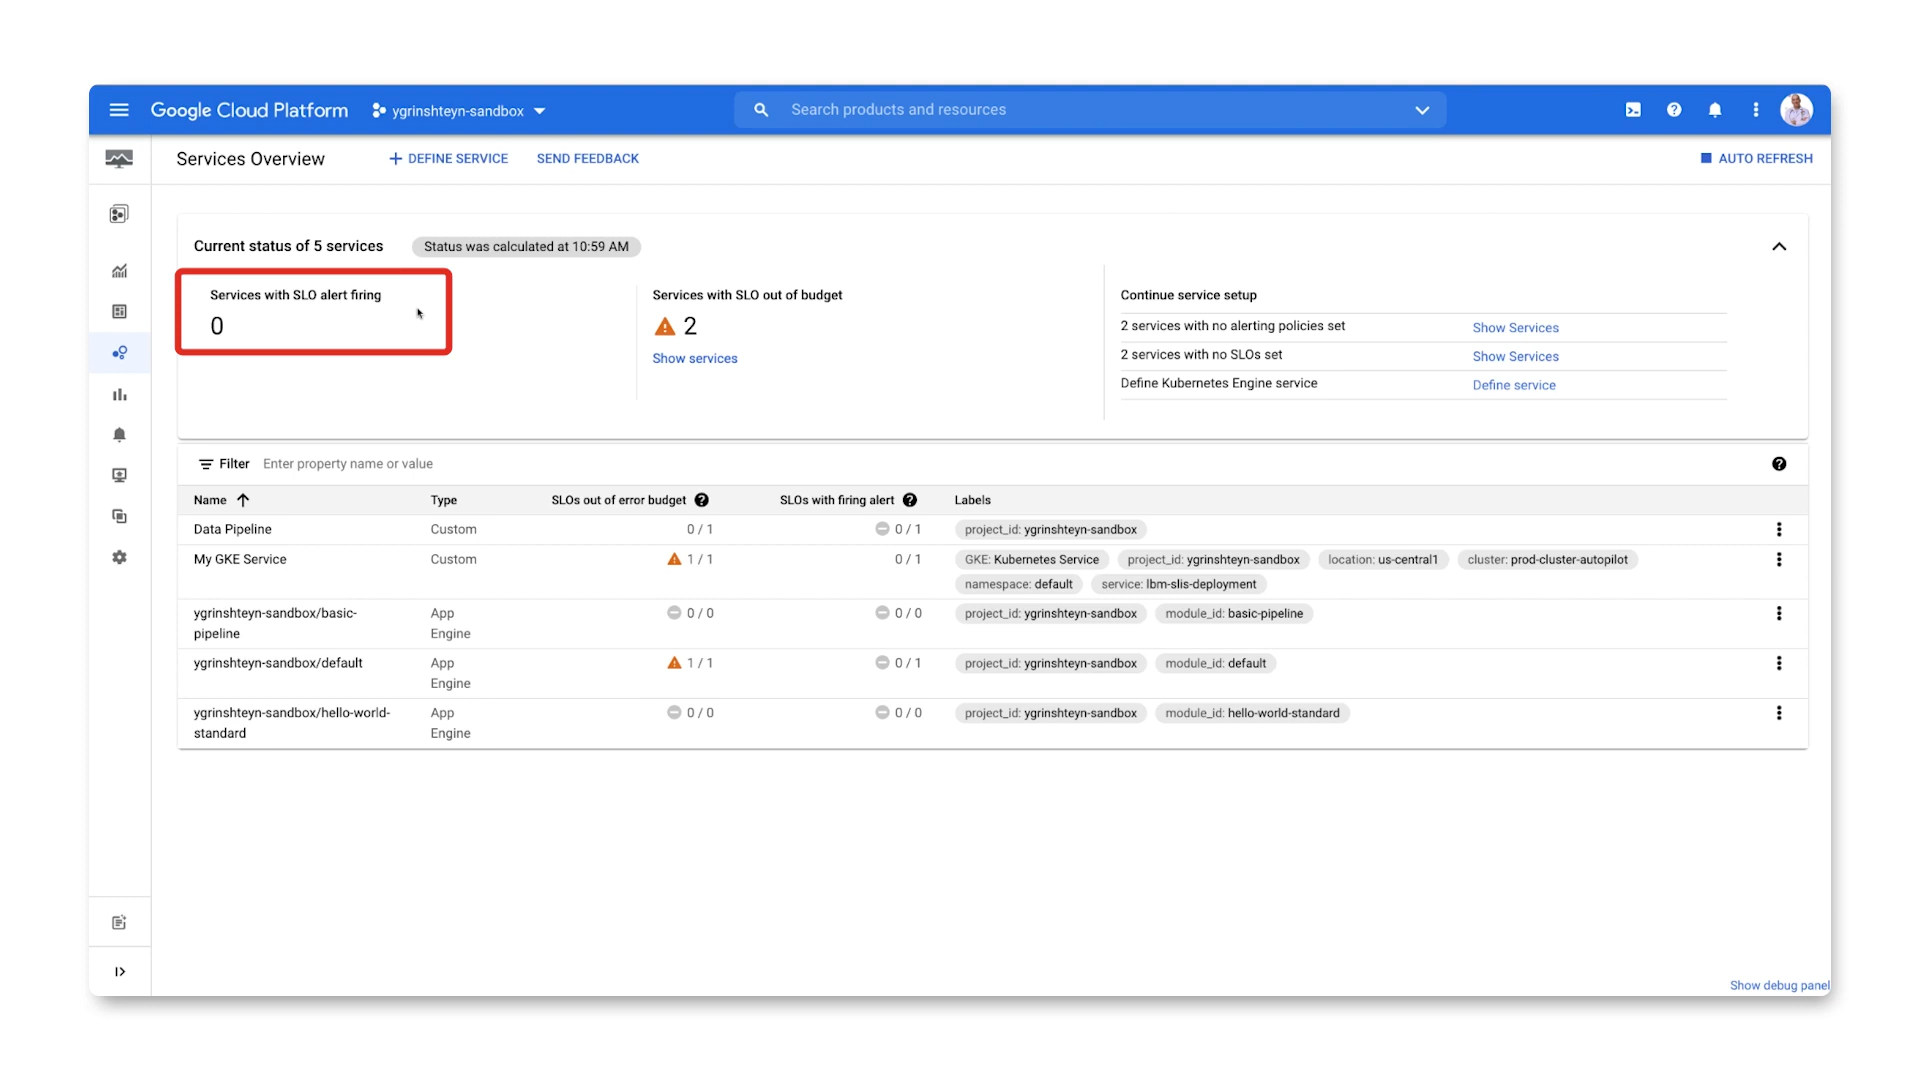 Google Cloud Platform
ygrinshteyn-sandbox
Search products and resources
Services Overview
DEFINE SERVICE
SEND FEEDBACK
AUTO REFRESH
Current status of 5 services
Status was calculated at 10:59 AM
Services with SLO alert firing
0
Services with SLO out of budget
2
Show services
Continue service setup
2 services with no alerting policies set Show Services
2 services with no SLOs set Show Services
Define Kubernetes Engine service Define service
Filter Enter property name or value
Name Type SLOs out of error budget SLOs with firing alert Labels
Data Pipeline Custom 0 / 1 0 / 1 project_id: ygrinshteyn-sandbox
My GKE Service Custom 1 / 1 0 / 1 GKE: Kubernetes Service project_id: ygrinshteyn-sandbox location: us-central1 cluster: prod-cluster-autopilot
namespace: default service: lbm-slis-deployment
ygrinshteyn-sandbox/basic- App 0 / 0 0 / 0 project_id: ygrinshteyn-sandbox module_id: basic-pipeline
pipeline Engine
ygrinshteyn-sandbox/default App 1 / 1 0 / 1 project_id: ygrinshteyn-sandbox module_id: default
Engine
ygrinshteyn-sandbox/hello-world- App 0 / 0 0 / 0 project_id: ygrinshteyn-sandbox module_id: hello-world-standard
standard Engine
Show debug panel